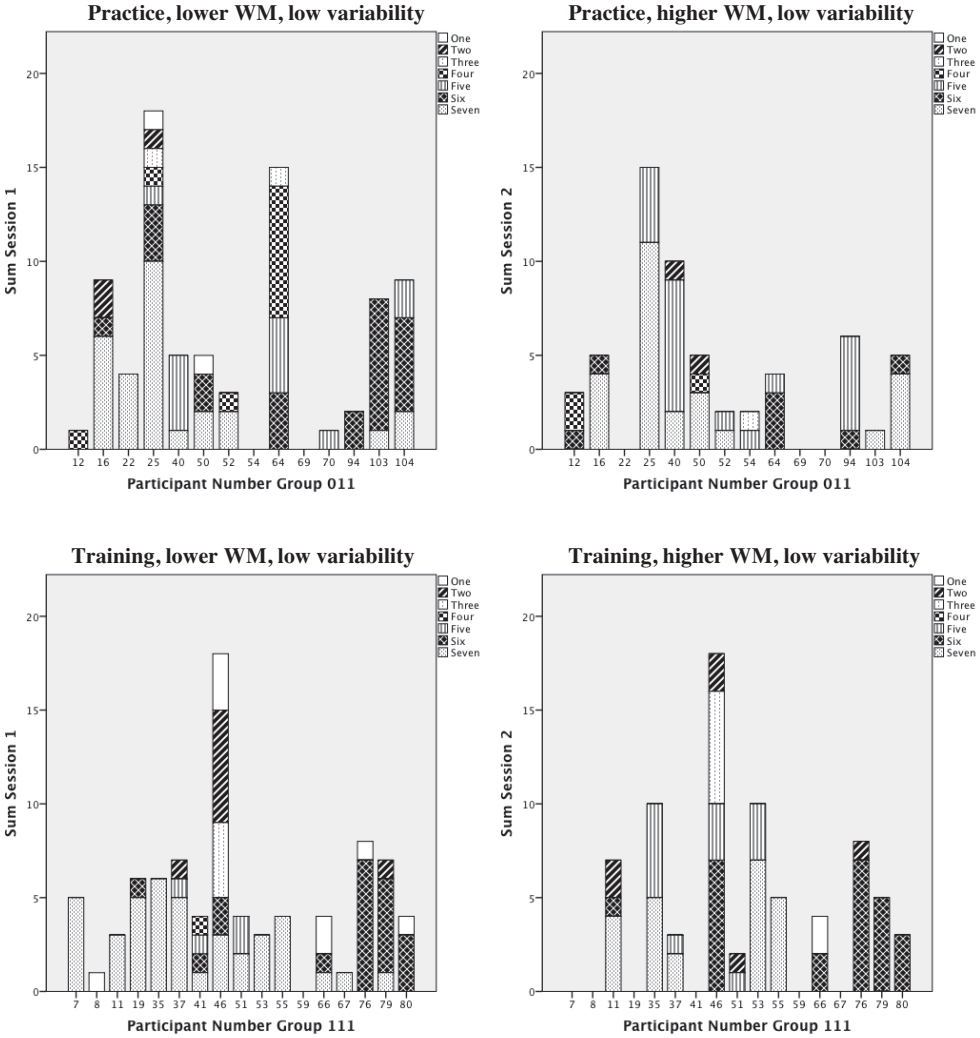 Practice, lower WM, low variability
Sum Session 1
20
15
10
5
0
12 16 22 25 40 50 52 54 64 69 70 94 103 104
Participant Number Group 011
One
Two
Three
Four
Five
Six
Seven
Practice, higher WM, low variability
Sum Session 2
20
15
10
5
0
12 16 22 25 40 50 52 54 64 69 70 94 103 104
Participant Number Group 011
One
Two
Three
Four
Five
Six
Seven
Training, lower WM, low variability
Sum Session 1
20
15
10
5
0
7 8 11 19 35 37 41 46 51 53 55 59 66 67 76 79 80
Participant Number Group 111
One
Two
Three
Four
Five
Six
Seven
Training, higher WM, low variability
Sum Session 2
20
15
10
5
0
7 8 11 19 35 37 41 46 51 53 55 59 66 67 76 79 80
Participant Number Group 111
One
Two
Three
Four
Five
Six
Seven